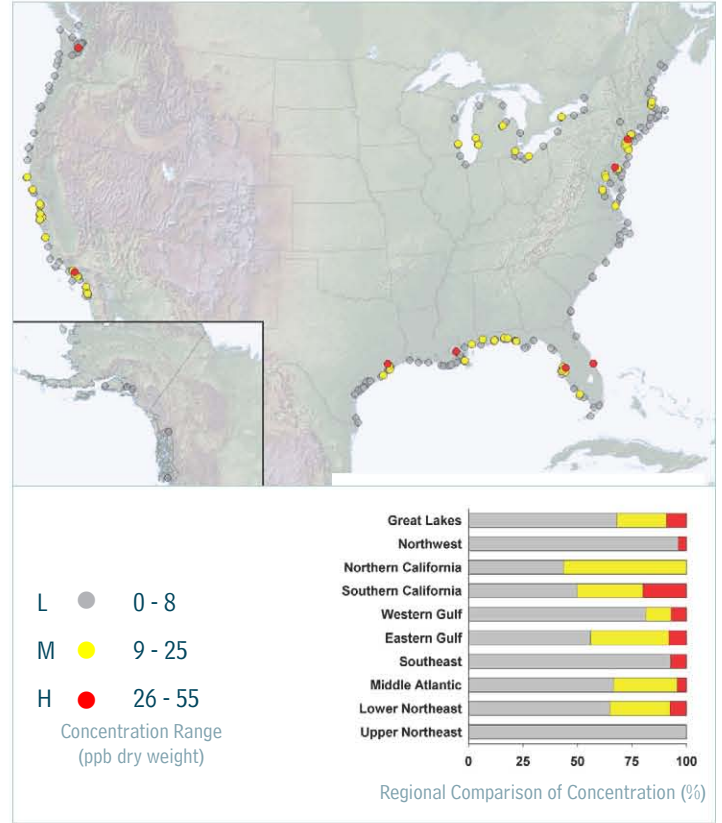 L 0 - 8
M 9 - 25
H 26 - 55
Concentration Range
(ppb dry weight)
Great Lakes
Northwest
Northern California
Southern California
Western Gulf
Eastern Gulf
Southeast
Middle Atlantic
Lower Northeast
Upper Northeast
0 25 50 75 100
Regional Comparison of Concentration (%)